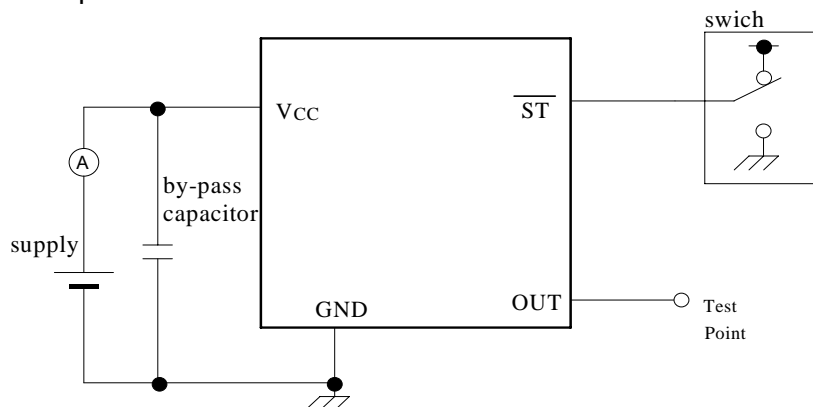 swich
VCC
ST
A
by-pass
capacitor
supply
GND
OUT
Test
Point